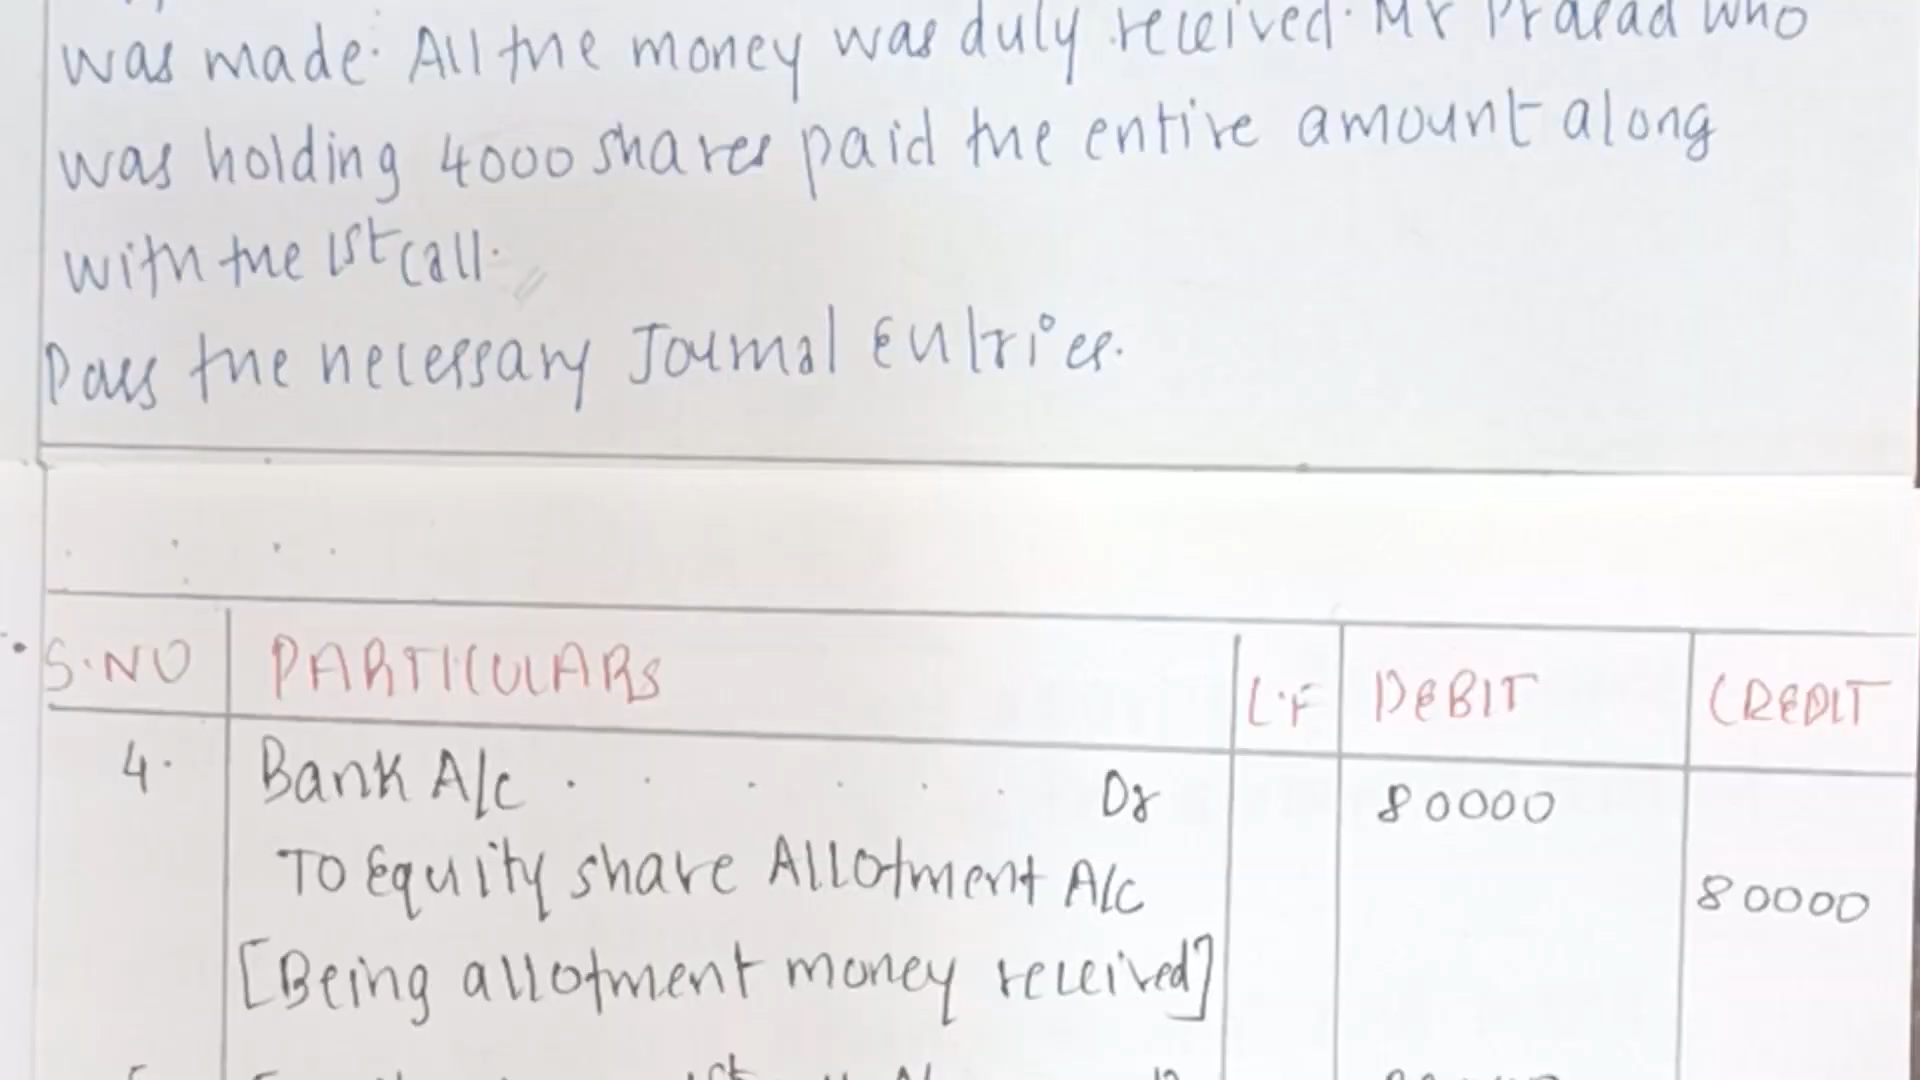 was made. All the money was duly received. Mr Prasad who
was holding 4000 shares paid the entire amount along
with the 1st call.
Pass the necessary Journal Entries.
S.NO PARTICULARS L.F DEBIT CREDIT
4. Bank A/c . . . . . . Dr 80000
To Equity share Allotment A/c 80000
[Being allotment money received]